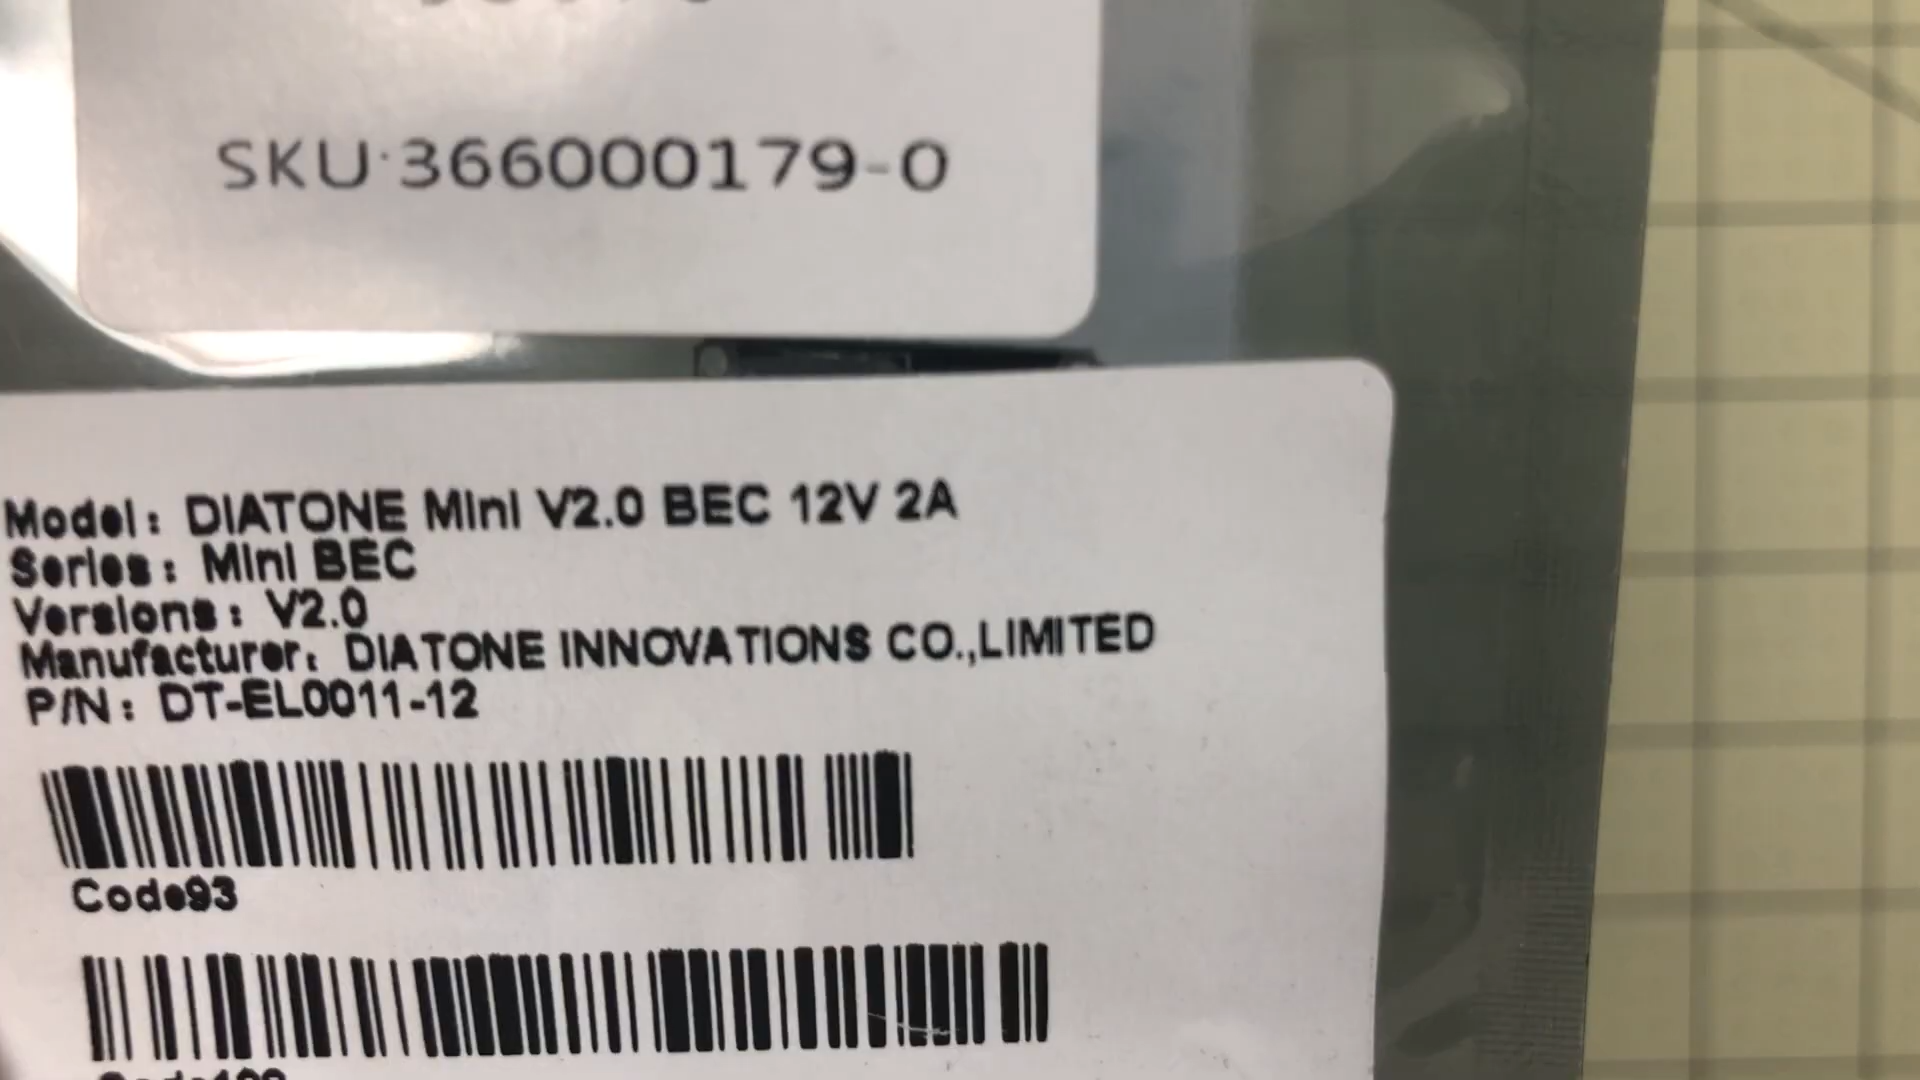 SKU:366000179-0
Model: DIATONE Mini V2.0 BEC 12V 2A
Series: Mini BEC
Versions: V2.0
Manufacturer: DIATONE INNOVATIONS CO.,LIMITED
P/N: DT-EL0011-12
Code93